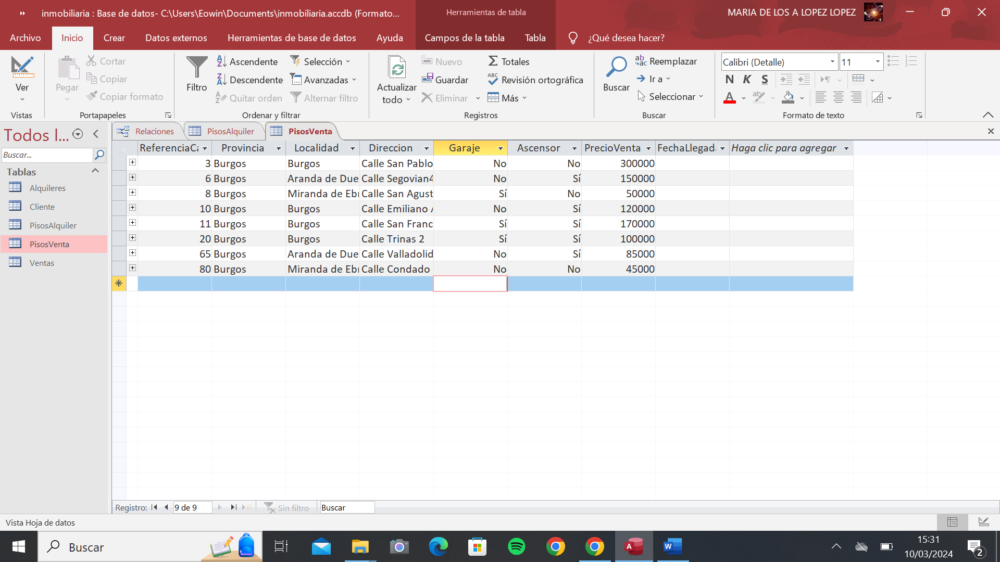 inmobiliaria : Base de datos- C:\Users\Eowin\Documents\inmobiliaria.accdb (Formato...
Herramientas de tabla
MARIA DE LOS A LOPEZ LOPEZ
Archivo Inicio Crear Datos externos Herramientas de base de datos Ayuda Campos de la tabla Tabla ¿Qué desea hacer?
Ver
Vistas
Pegar
Cortar
Copiar
Copiar formato
Portapapeles
Filtro
Ascendente
Descendente
Quitar orden
Selección
Avanzadas
Alternar filtro
Ordenar y filtrar
Actualizar
todo
Nuevo
Guardar
Eliminar
Totales
Revisión ortográfica
Más
Registros
Buscar
Reemplazar
Ir a
Seleccionar
Buscar
Calibri (Detalle) 11
N K S
Formato de texto
Todos l...
Buscar...
Tablas
Alquileres
Cliente
PisosAlquiler
PisosVenta
Ventas
Relaciones PisosAlquiler PisosVenta
ReferenciaCa Provincia Localidad Direccion Garaje Ascensor PrecioVenta FechaLlegada Haga clic para agregar
3 Burgos Burgos Calle San Pablo No No 300000
6 Burgos Aranda de Due Calle Segovian4 No Sí 150000
8 Burgos Miranda de Ebr Calle San Agust Sí No 50000
10 Burgos Burgos Calle Emiliano A No Sí 120000
11 Burgos Burgos Calle San Franc Sí Sí 170000
20 Burgos Burgos Calle Trinas 2 Sí Sí 100000
65 Burgos Aranda de Due Calle Valladolid No Sí 85000
80 Burgos Miranda de Ebr Calle Condado No No 45000
Registro: 9 de 9 Sin filtro Buscar
Vista Hoja de datos
Buscar
15:31
10/03/2024
2